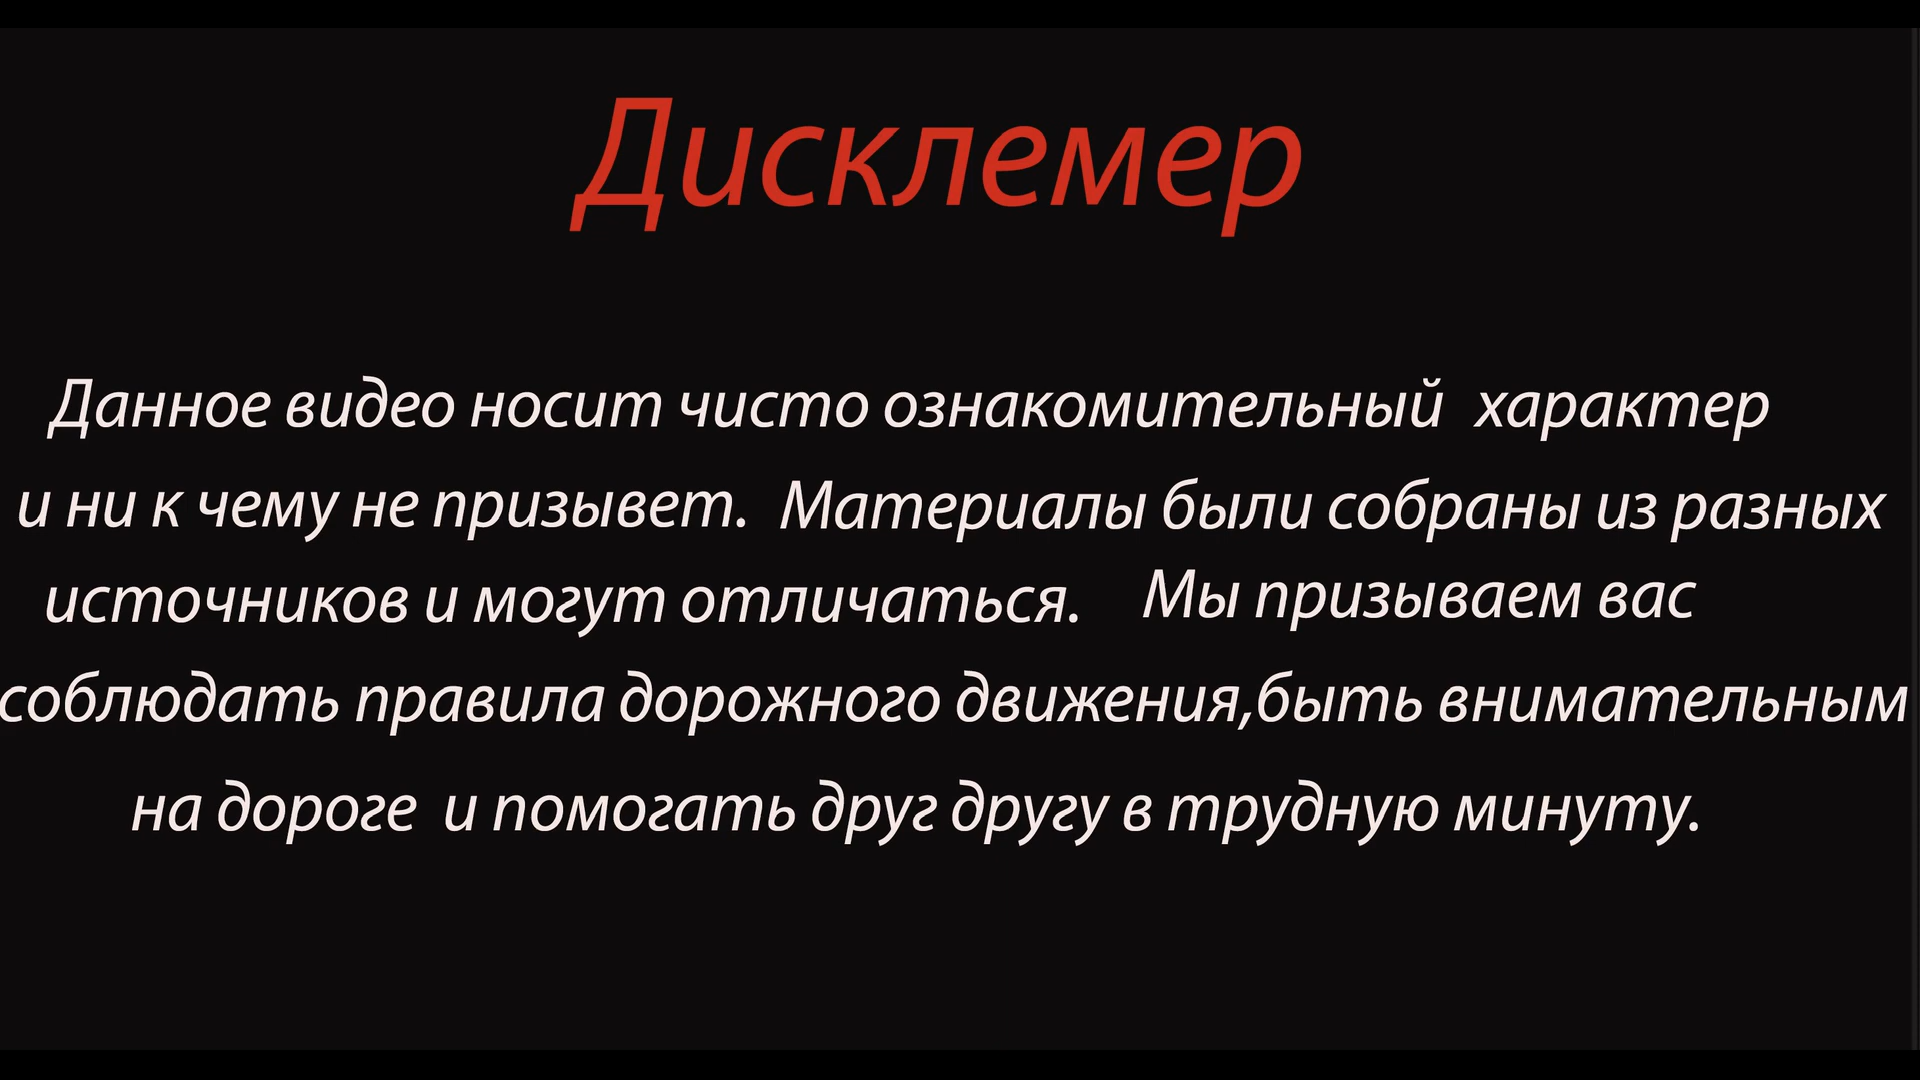 Дисклемер
Данное видео носит чисто ознакомительный характер
и ни к чему не призывет. Материалы были собраны из разных
источников и могут отличаться. Мы призываем вас
соблюдать правила дорожного движения,быть внимательным
на дороге и помогать друг другу в трудную минуту.